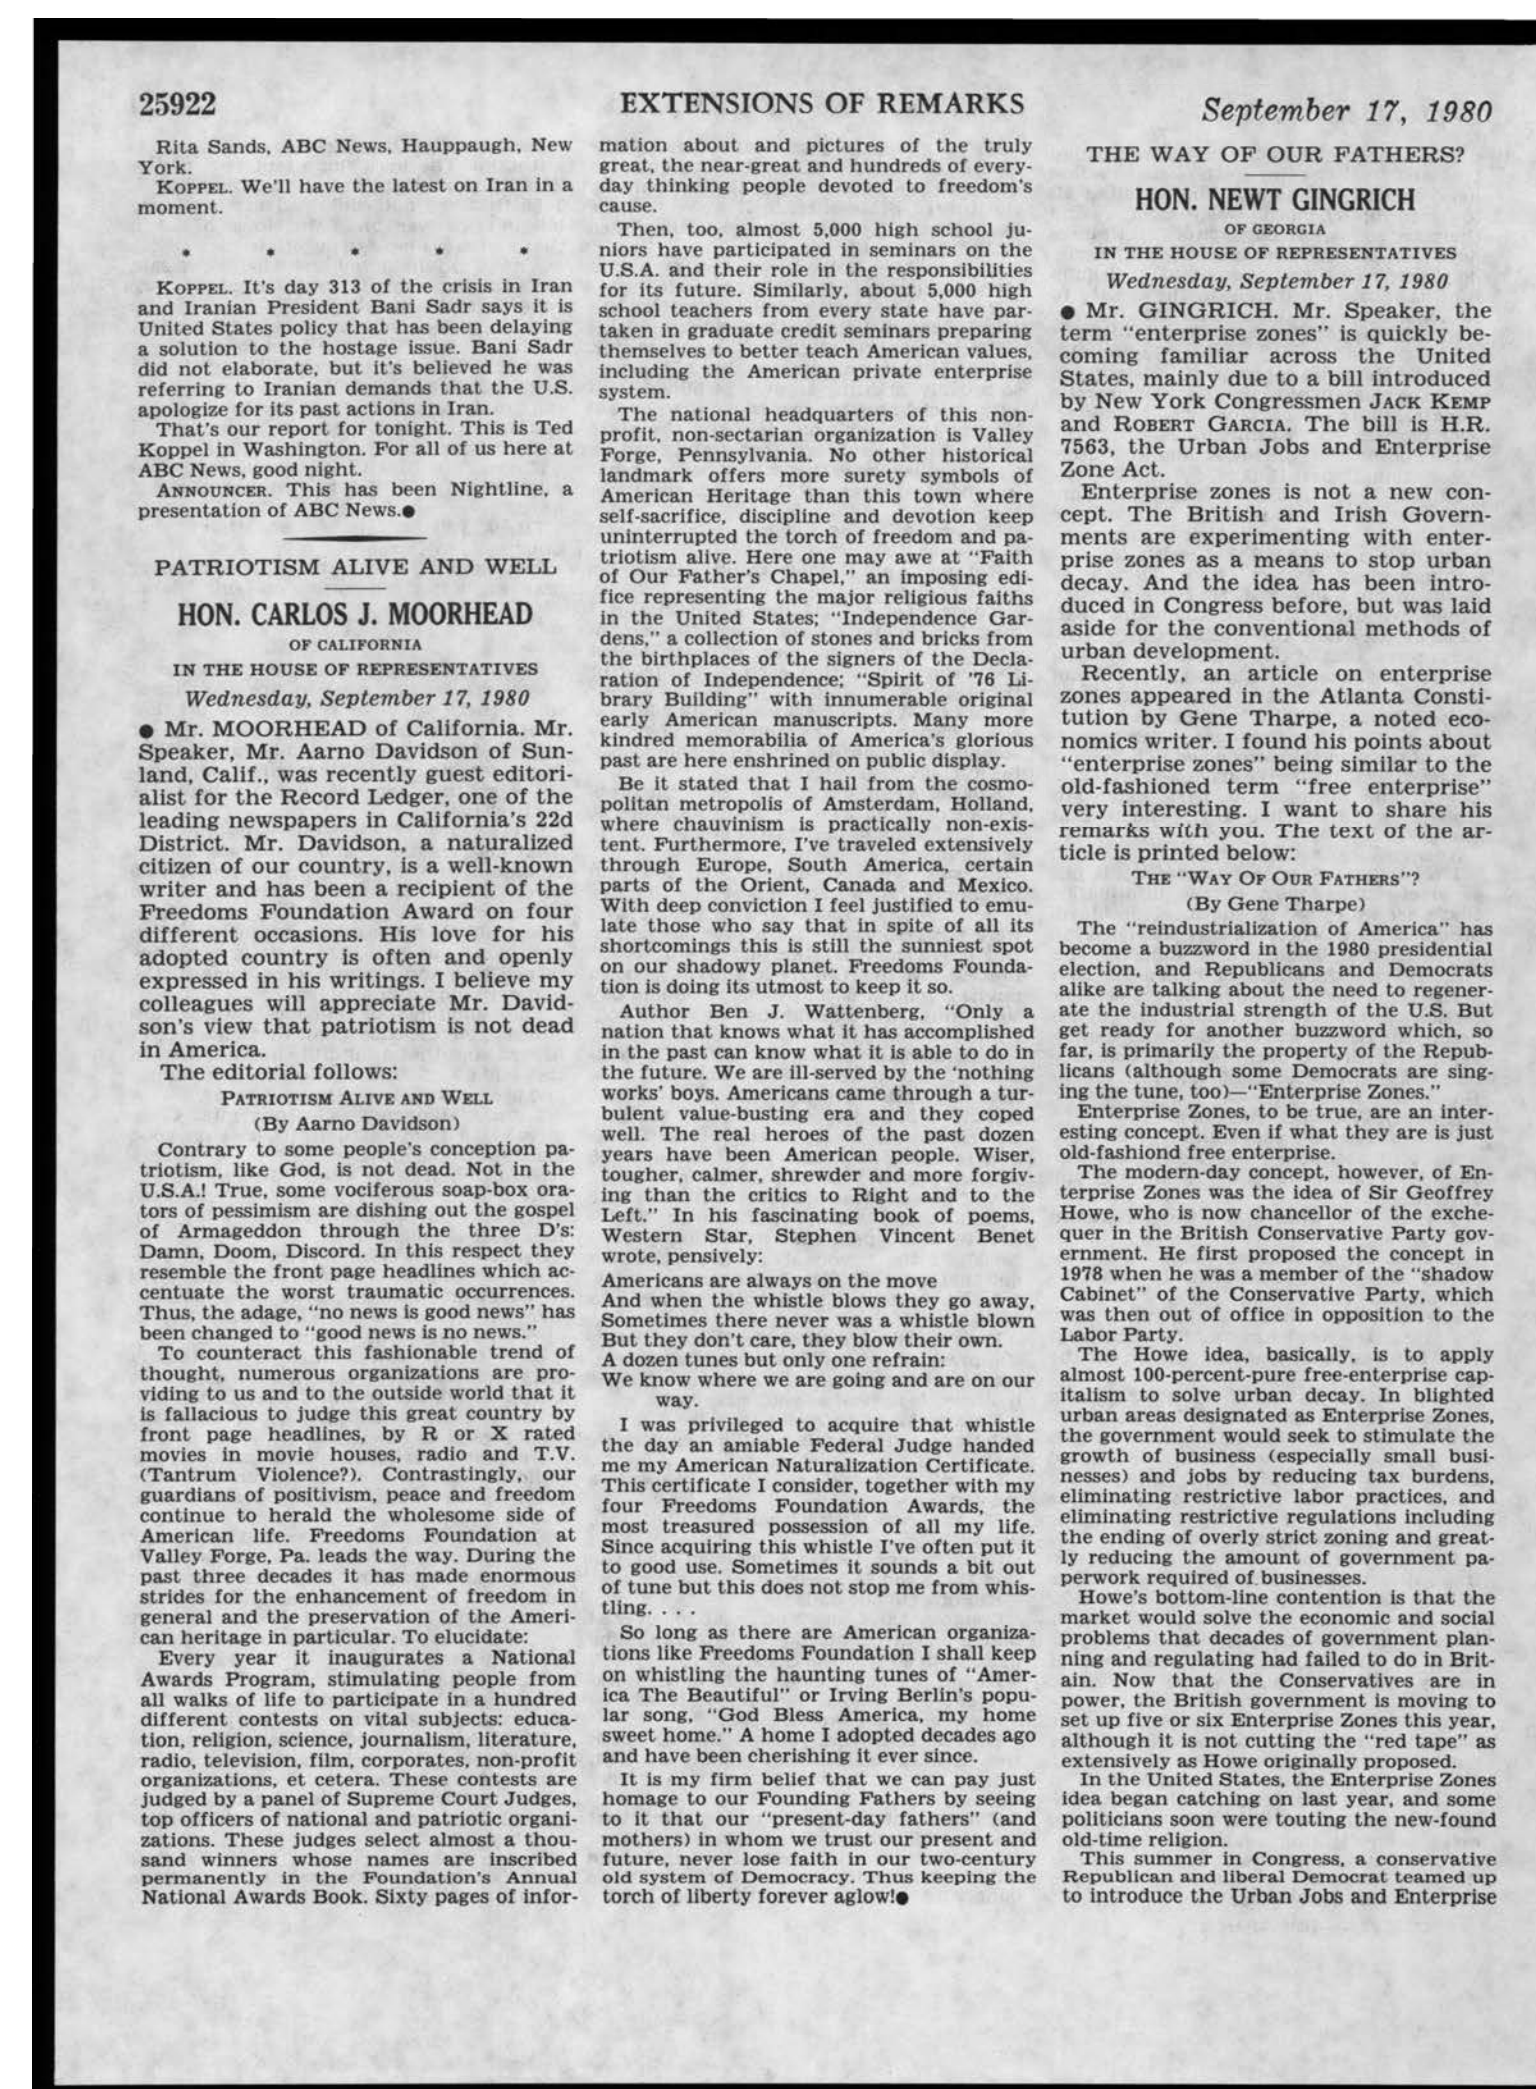 25922
EXTENSIONS OF REMARKS
September 17, 1980
Rita Sands, ABC News, Hauppaugh, New
York.
KOPPEL. We'll have the latest on Iran in a
moment.
* * * * *
KOPPEL. It's day 313 of the crisis in Iran
and Iranian President Bani Sadr says it is
United States policy that has been delaying
a solution to the hostage issue. Bani Sadr
did not elaborate, but it's believed he was
referring to Iranian demands that the U.S.
apologize for its past actions in Iran.
That's our report for tonight. This is Ted
Koppel in Washington. For all of us here at
ABC News, good night.
ANNOUNCER. This has been Nightline, a
presentation of ABC News.●
PATRIOTISM ALIVE AND WELL
HON. CARLOS J. MOORHEAD
OF CALIFORNIA
IN THE HOUSE OF REPRESENTATIVES
Wednesday, September 17, 1980
● Mr. MOORHEAD of California. Mr.
Speaker, Mr. Aarno Davidson of Sun-
land, Calif., was recently guest editori-
alist for the Record Ledger, one of the
leading newspapers in California's 22d
District. Mr. Davidson, a naturalized
citizen of our country, is a well-known
writer and has been a recipient of the
Freedoms Foundation Award on four
different occasions. His love for his
adopted country is often and openly
expressed in his writings. I believe my
colleagues will appreciate Mr. David-
son's view that patriotism is not dead
in America.
The editorial follows:
PATRIOTISM ALIVE AND WELL
(By Aarno Davidson)
Contrary to some people's conception pa-
triotism, like God, is not dead. Not in the
U.S.A.! True, some vociferous soap-box ora-
tors of pessimism are dishing out the gospel
of Armageddon through the three D's:
Damn, Doom, Discord. In this respect they
resemble the front page headlines which ac-
centuate the worst traumatic occurrences.
Thus, the adage, "no news is good news" has
been changed to "good news is no news."
To counteract this fashionable trend of
thought, numerous organizations are pro-
viding to us and to the outside world that it
is fallacious to judge this great country by
front page headlines, by R or X rated
movies in movie houses, radio and T.V.
(Tantrum Violence?). Contrastingly, our
guardians of positivism, peace and freedom
continue to herald the wholesome side of
American life. Freedoms Foundation at
Valley Forge, Pa. leads the way. During the
past three decades it has made enormous
strides for the enhancement of freedom in
general and the preservation of the Ameri-
can heritage in particular. To elucidate:
Every year it inaugurates a National
Awards Program, stimulating people from
all walks of life to participate in a hundred
different contests on vital subjects: educa-
tion, religion, science, journalism, literature,
radio, television, film, corporates, non-profit
organizations, et cetera. These contests are
judged by a panel of Supreme Court Judges,
top officers of national and patriotic organi-
zations. These judges select almost a thou-
sand winners whose names are inscribed
permanently in the Foundation's Annual
National Awards Book. Sixty pages of infor-
mation about and pictures of the truly
great, the near-great and hundreds of every-
day thinking people devoted to freedom's
cause.
Then, too, almost 5,000 high school ju-
niors have participated in seminars on the
U.S.A. and their role in the responsibilities
for its future. Similarly, about 5,000 high
school teachers from every state have par-
taken in graduate credit seminars preparing
themselves to better teach American values,
including the American private enterprise
system.
The national headquarters of this non-
profit, non-sectarian organization is Valley
Forge, Pennsylvania. No other historical
landmark offers more surety symbols of
American Heritage than this town where
self-sacrifice, discipline and devotion keep
uninterrupted the torch of freedom and pa-
triotism alive. Here one may awe at "Faith
of Our Father's Chapel," an imposing edi-
fice representing the major religious faiths
in the United States; "Independence Gar-
dens," a collection of stones and bricks from
the birthplaces of the signers of the Decla-
ration of Independence; "Spirit of '76 Li-
brary Building" with innumerable original
early American manuscripts. Many more
kindred memorabilia of America's glorious
past are here enshrined on public display.
Be it stated that I hail from the cosmo-
politan metropolis of Amsterdam, Holland,
where chauvinism is practically non-exis-
tent. Furthermore, I've traveled extensively
through Europe, South America, certain
parts of the Orient, Canada and Mexico.
With deep conviction I feel justified to emu-
late those who say that in spite of all its
shortcomings this is still the sunniest spot
on our shadowy planet. Freedoms Founda-
tion is doing its utmost to keep it so.
Author Ben J. Wattenberg, "Only a
nation that knows what it has accomplished
in the past can know what it is able to do in
the future. We are ill-served by the 'nothing
works' boys. Americans came through a tur-
bulent value-busting era and they coped
well. The real heroes of the past dozen
years have been American people. Wiser,
tougher, calmer, shrewder and more forgiv-
ing than the critics to Right and to the
Left." In his fascinating book of poems,
Western Star, Stephen Vincent Benet
wrote, pensively:
Americans are always on the move
And when the whistle blows they go away,
Sometimes there never was a whistle blown
But they don't care, they blow their own.
A dozen tunes but only one refrain:
We know where we are going and are on our
way.
I was privileged to acquire that whistle
the day an amiable Federal Judge handed
me my American Naturalization Certificate.
This certificate I consider, together with my
four Freedoms Foundation Awards, the
most treasured possession of all my life.
Since acquiring this whistle I've often put it
to good use. Sometimes it sounds a bit out
of tune but this does not stop me from whis-
tling. . . .
So long as there are American organiza-
tions like Freedoms Foundation I shall keep
on whistling the haunting tunes of "Amer-
ica The Beautiful" or Irving Berlin's popu-
lar song, "God Bless America, my home
sweet home." A home I adopted decades ago
and have been cherishing it ever since.
It is my firm belief that we can pay just
homage to our Founding Fathers by seeing
to it that our "present-day fathers" (and
mothers) in whom we trust our present and
future, never lose faith in our two-century
old system of Democracy. Thus keeping the
torch of liberty forever aglow!●
THE WAY OF OUR FATHERS?
HON. NEWT GINGRICH
OF GEORGIA
IN THE HOUSE OF REPRESENTATIVES
Wednesday, September 17, 1980
● Mr. GINGRICH. Mr. Speaker, the
term "enterprise zones" is quickly be-
coming familiar across the United
States, mainly due to a bill introduced
by New York Congressmen JACK KEMP
and ROBERT GARCIA. The bill is H.R.
7563, the Urban Jobs and Enterprise
Zone Act.
Enterprise zones is not a new con-
cept. The British and Irish Govern-
ments are experimenting with enter-
prise zones as a means to stop urban
decay. And the idea has been intro-
duced in Congress before, but was laid
aside for the conventional methods of
urban development.
Recently, an article on enterprise
zones appeared in the Atlanta Consti-
tution by Gene Tharpe, a noted eco-
nomics writer. I found his points about
"enterprise zones" being similar to the
old-fashioned term "free enterprise"
very interesting. I want to share his
remarks with you. The text of the ar-
ticle is printed below:
THE "WAY OF OUR FATHERS"?
(By Gene Tharpe)
The "reindustrialization of America" has
become a buzzword in the 1980 presidential
election, and Republicans and Democrats
alike are talking about the need to regener-
ate the industrial strength of the U.S. But
get ready for another buzzword which, so
far, is primarily the property of the Repub-
licans (although some Democrats are sing-
ing the tune, too)—"Enterprise Zones."
Enterprise Zones, to be true, are an inter-
esting concept. Even if what they are is just
old-fashiond free enterprise.
The modern-day concept, however, of En-
terprise Zones was the idea of Sir Geoffrey
Howe, who is now chancellor of the exche-
quer in the British Conservative Party gov-
ernment. He first proposed the concept in
1978 when he was a member of the "shadow
Cabinet" of the Conservative Party, which
was then out of office in opposition to the
Labor Party.
The Howe idea, basically, is to apply
almost 100-percent-pure free-enterprise cap-
italism to solve urban decay. In blighted
urban areas designated as Enterprise Zones,
the government would seek to stimulate the
growth of business (especially small busi-
nesses) and jobs by reducing tax burdens,
eliminating restrictive labor practices, and
eliminating restrictive regulations including
the ending of overly strict zoning and great-
ly reducing the amount of government pa-
perwork required of businesses.
Howe's bottom-line contention is that the
market would solve the economic and social
problems that decades of government plan-
ning and regulating had failed to do in Brit-
ain. Now that the Conservatives are in
power, the British government is moving to
set up five or six Enterprise Zones this year,
although it is not cutting the "red tape" as
extensively as Howe originally proposed.
In the United States, the Enterprise Zones
idea began catching on last year, and some
politicians soon were touting the new-found
old-time religion.
This summer in Congress, a conservative
Republican and liberal Democrat teamed up
to introduce the Urban Jobs and Enterprise